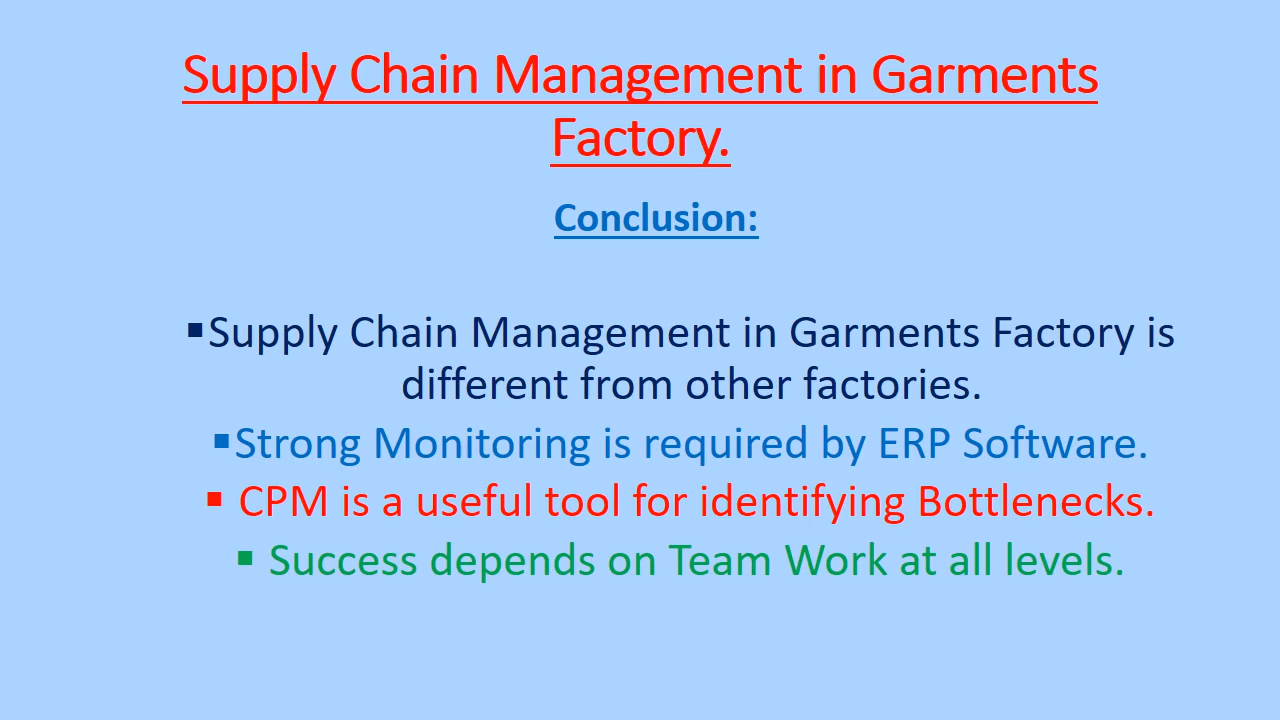 Supply Chain Management in Garments
Factory.
Conclusion:
▪Supply Chain Management in Garments Factory is
different from other factories.
▪Strong Monitoring is required by ERP Software.
▪ CPM is a useful tool for identifying Bottlenecks.
▪ Success depends on Team Work at all levels.